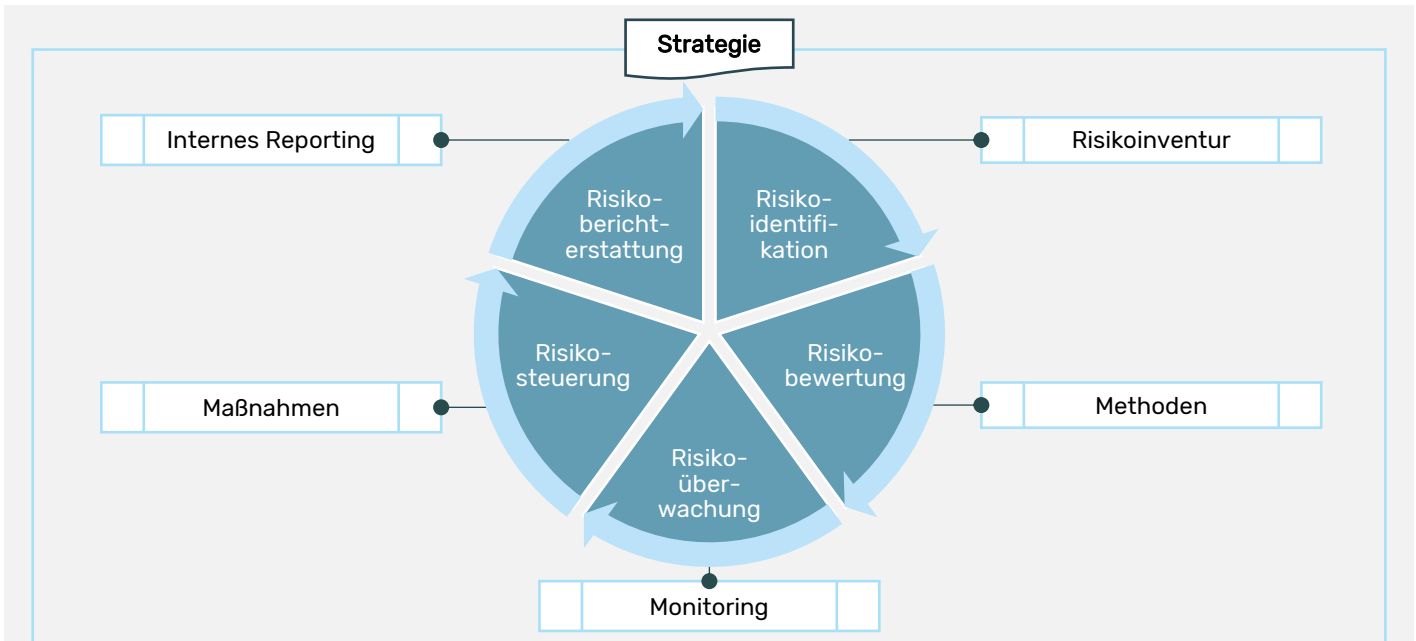 Strategie
Internes Reporting
Risikoinventur
Risiko-
bericht-
erstattung
Risiko-
identifi-
kation
Risiko-
steuerung
Risiko-
bewertung
Maßnahmen
Methoden
Risiko-
über-
wachung
Monitoring